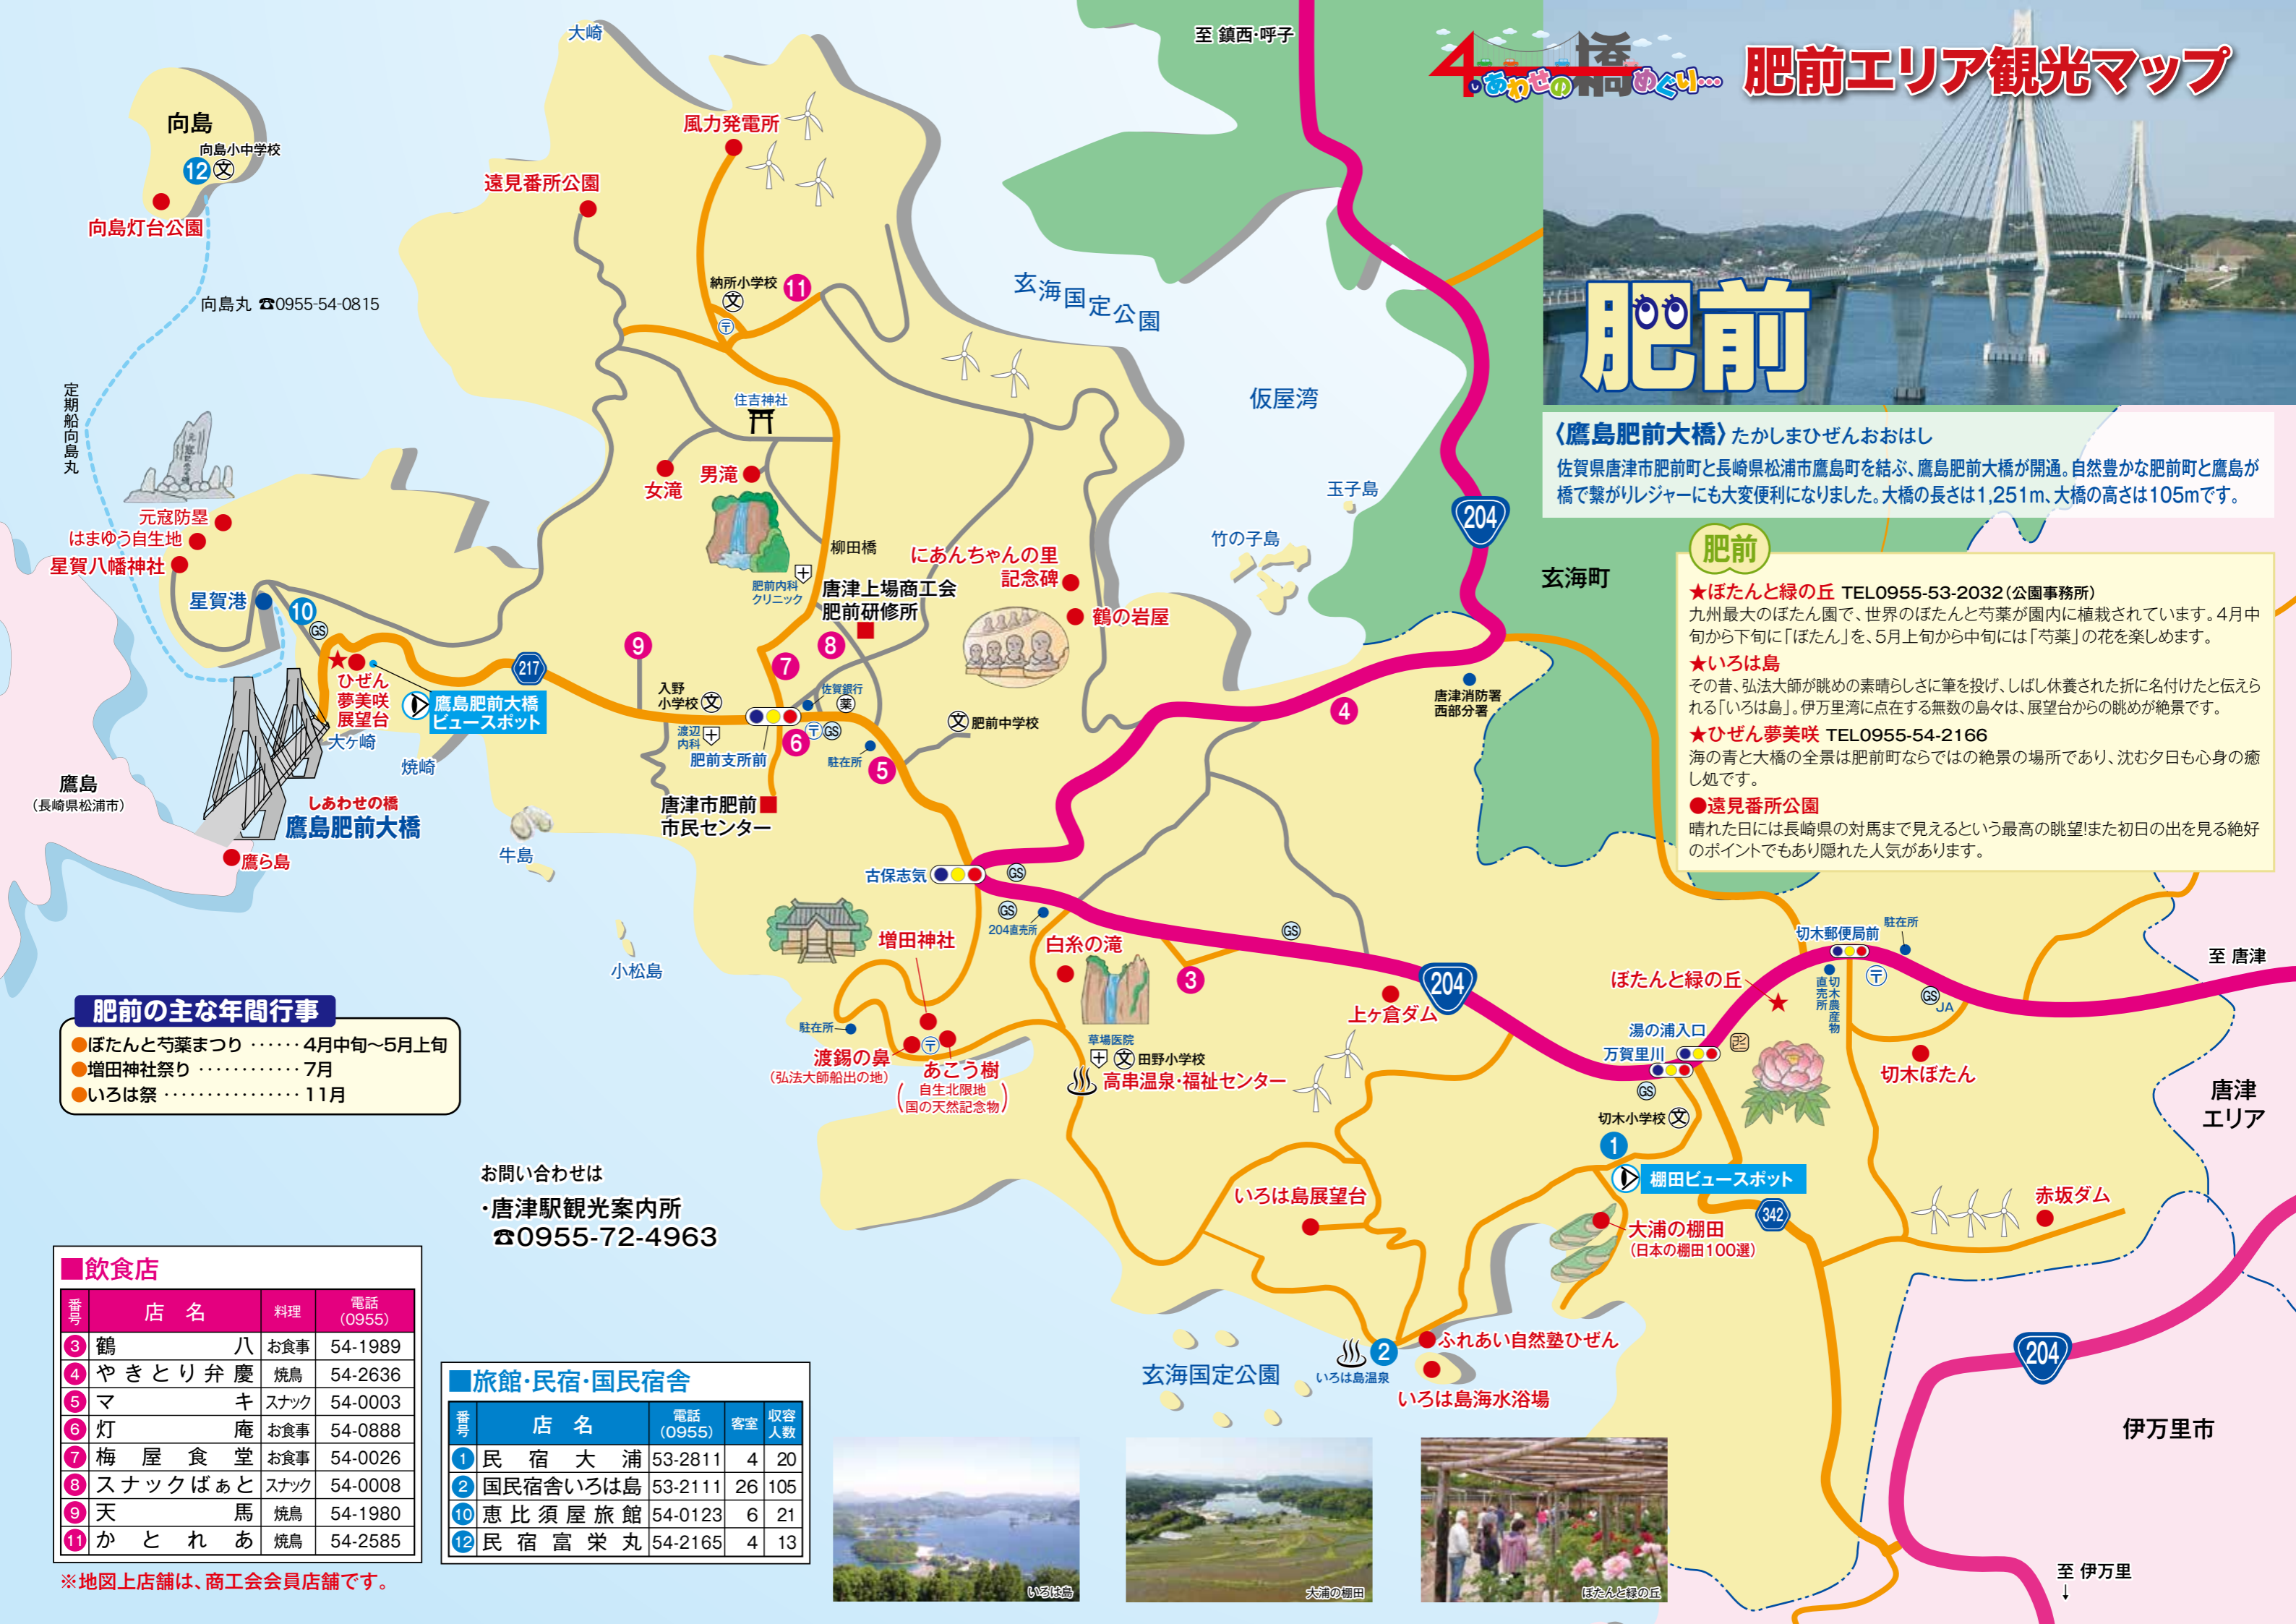 4あわせの橋めぐり…
肥前エリア観光マップ
肥前
〈鷹島肥前大橋〉たかしまひぜんおおはし
佐賀県唐津市肥前町と長崎県松浦市鷹島町を結ぶ、鷹島肥前大橋が開通。自然豊かな肥前町と鷹島が
橋で繋がりレジャーにも大変便利になりました。大橋の長さは1,251m、大橋の高さは105mです。
肥前
★ぼたんと緑の丘 TEL0955-53-2032(公園事務所)
九州最大のぼたん園で、世界のぼたんと芍薬が園内に植栽されています。4月中
旬から下旬に「ぼたん」を、5月上旬から中旬には「芍薬」の花を楽しめます。
★いろは島
その昔、弘法大師が眺めの素晴らしさに筆を投げ、しばし休養された折に名付けたと伝えら
れる「いろは島」。伊万里湾に点在する無数の島々は、展望台からの眺めが絶景です。
★ひぜん夢美咲 TEL0955-54-2166
海の青と大橋の全景は肥前町ならではの絶景の場所であり、沈む夕日も心身の癒
し処です。
●遠見番所公園
晴れた日には長崎県の対馬まで見えるという最高の眺望!また初日の出を見る絶好
のポイントでもあり隠れた人気があります。
至 鎮西・呼子
大崎
向島
向島小中学校
12
文
向島灯台公園
向島丸 ☎0955-54-0815
定期船向島丸
風力発電所
遠見番所公園
納所小学校
文
11
〒
玄海国定公園
仮屋湾
玉子島
竹の子島
204
玄海町
住吉神社
女滝
男滝
柳田橋
肥前内科
クリニック
にあんちゃんの里
記念碑
鶴の岩屋
唐津上場商工会
肥前研修所
元寇防塁
はまゆう自生地
星賀八幡神社
星賀港
10
GS
ひぜん
夢美咲
展望台
鷹島肥前大橋
ビュースポット
217
大ヶ崎
焼崎
鷹島
(長崎県松浦市)
しあわせの橋
鷹島肥前大橋
鷹ら島
9
8
7
入野
小学校
文
佐賀銀行
薬
渡辺
内科
肥前支所前
6
〒
GS
駐在所
5
文
肥前中学校
唐津市肥前
市民センター
牛島
小松島
4
唐津消防署
西部分署
古保志気
GS
GS
204直売所
増田神社
白糸の滝
3
GS
上ヶ倉ダム
204
駐在所
渡錫の鼻
(弘法大師船出の地)
〒
あこう樹
(自生北限地
国の天然記念物)
草場医院
文
田野小学校
高串温泉・福祉センター
切木郵便局前
駐在所
〒
至 唐津
ぼたんと緑の丘
切木農産物
直売所
GS
JA
湯の浦入口
万賀里川
コンビニ
GS
切木ぼたん
唐津
エリア
切木小学校
文
1
棚田ビュースポット
342
大浦の棚田
(日本の棚田100選)
赤坂ダム
いろは島展望台
2
いろは島温泉
ふれあい自然塾ひぜん
いろは島海水浴場
玄海国定公園
204
伊万里市
至 伊万里
↓
肥前の主な年間行事
●ぼたんと芍薬まつり ‥‥‥ 4月中旬〜5月上旬
●増田神社祭り ‥‥‥‥‥‥ 7月
●いろは祭 ‥‥‥‥‥‥‥‥ 11月
お問い合わせは
・唐津駅観光案内所
☎0955-72-4963
■飲食店
番号 店名 料理 電話(0955)
3 鶴八 お食事 54-1989
4 やきとり弁慶 焼鳥 54-2636
5 マキ スナック 54-0003
6 灯庵 お食事 54-0888
7 梅屋食堂 お食事 54-0026
8 スナックばぁと スナック 54-0008
9 天馬 焼鳥 54-1980
11 かとれあ 焼鳥 54-2585
※地図上店舗は、商工会会員店舗です。
■旅館・民宿・国民宿舎
番号 店名 電話(0955) 客室 収容人数
1 民宿大浦 53-2811 4 20
2 国民宿舎いろは島 53-2111 26 105
10 恵比須屋旅館 54-0123 6 21
12 民宿富栄丸 54-2165 4 13
いろは島
大浦の棚田
ぼたんと緑の丘